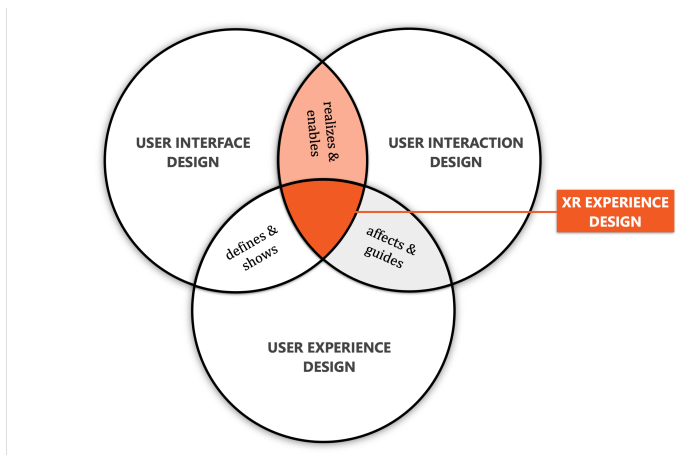 realizes &
enables
USER INTERFACE
DESIGN
USER INTERACTION
DESIGN
XR EXPERIENCE
DESIGN
defines &
shows
affects &
guides
USER EXPERIENCE
DESIGN